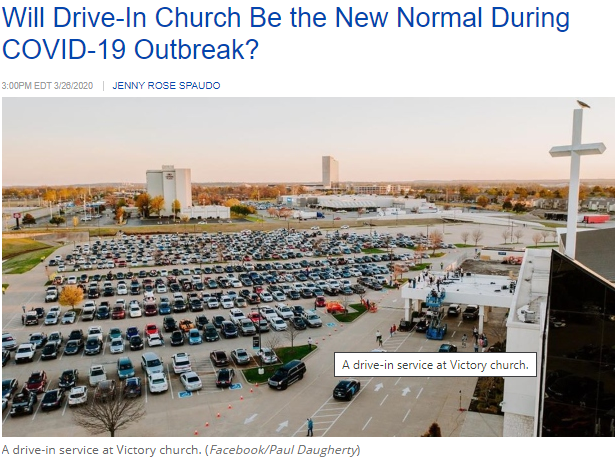 Will Drive-In Church Be the New Normal During
COVID-19 Outbreak?
3:00PM EDT 3/26/2020 | JENNY ROSE SPAUDO
A drive-in service at Victory church.
A drive-in service at Victory church. (Facebook/Paul Daugherty)